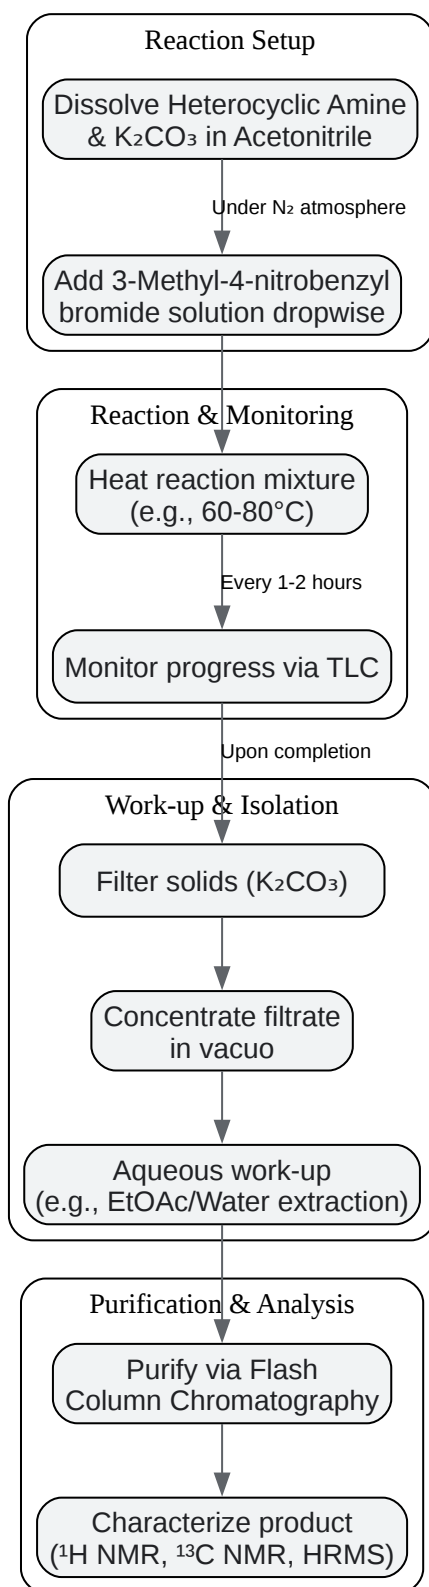 Reaction Setup
Dissolve Heterocyclic Amine
& K₂CO₃ in Acetonitrile
Under N₂ atmosphere
Add 3-Methyl-4-nitrobenzyl
bromide solution dropwise
Reaction & Monitoring
Heat reaction mixture
(e.g., 60-80°C)
Every 1-2 hours
Monitor progress via TLC
Upon completion
Work-up & Isolation
Filter solids (K₂CO₃)
Concentrate filtrate
in vacuo
Aqueous work-up
(e.g., EtOAc/Water extraction)
Purification & Analysis
Purify via Flash
Column Chromatography
Characterize product
(¹H NMR, ¹³C NMR, HRMS)